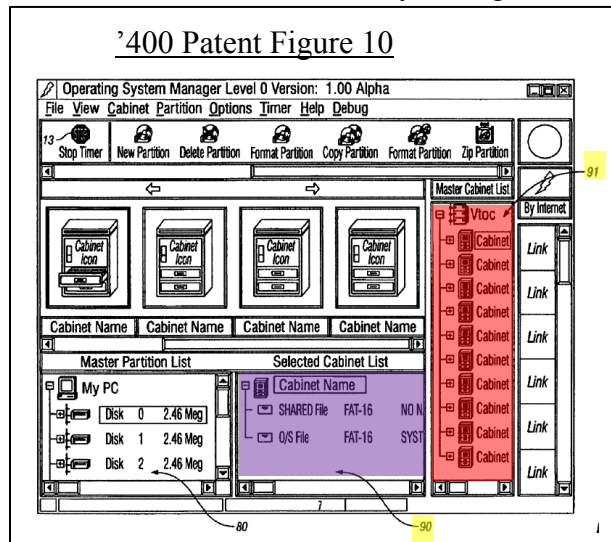 ’400 Patent Figure 10
Operating System Manager Level 0 Version: 1.00 Alpha
File View Cabinet Partition Options Timer Help Debug
13
Stop Timer New Partition Delete Partition Format Partition Copy Partition Format Partition Zip Partition
Master Cabinet List
91
By Internet
Vtoc
Cabinet
Cabinet
Cabinet
Cabinet
Cabinet
Cabinet
Cabinet
Cabinet
Cabinet
Cabinet
Link
Link
Link
Link
Link
Link
Cabinet Icon
Cabinet Icon
Cabinet Icon
Cabinet Icon
Cabinet Name Cabinet Name Cabinet Name Cabinet Name
Master Partition List
My PC
Disk 0 2.46 Meg
Disk 1 2.46 Meg
Disk 2 2.46 Meg
Selected Cabinet List
Cabinet Name
SHARED File FAT-16 NO
O/S File FAT-16 SYST
7
80
90